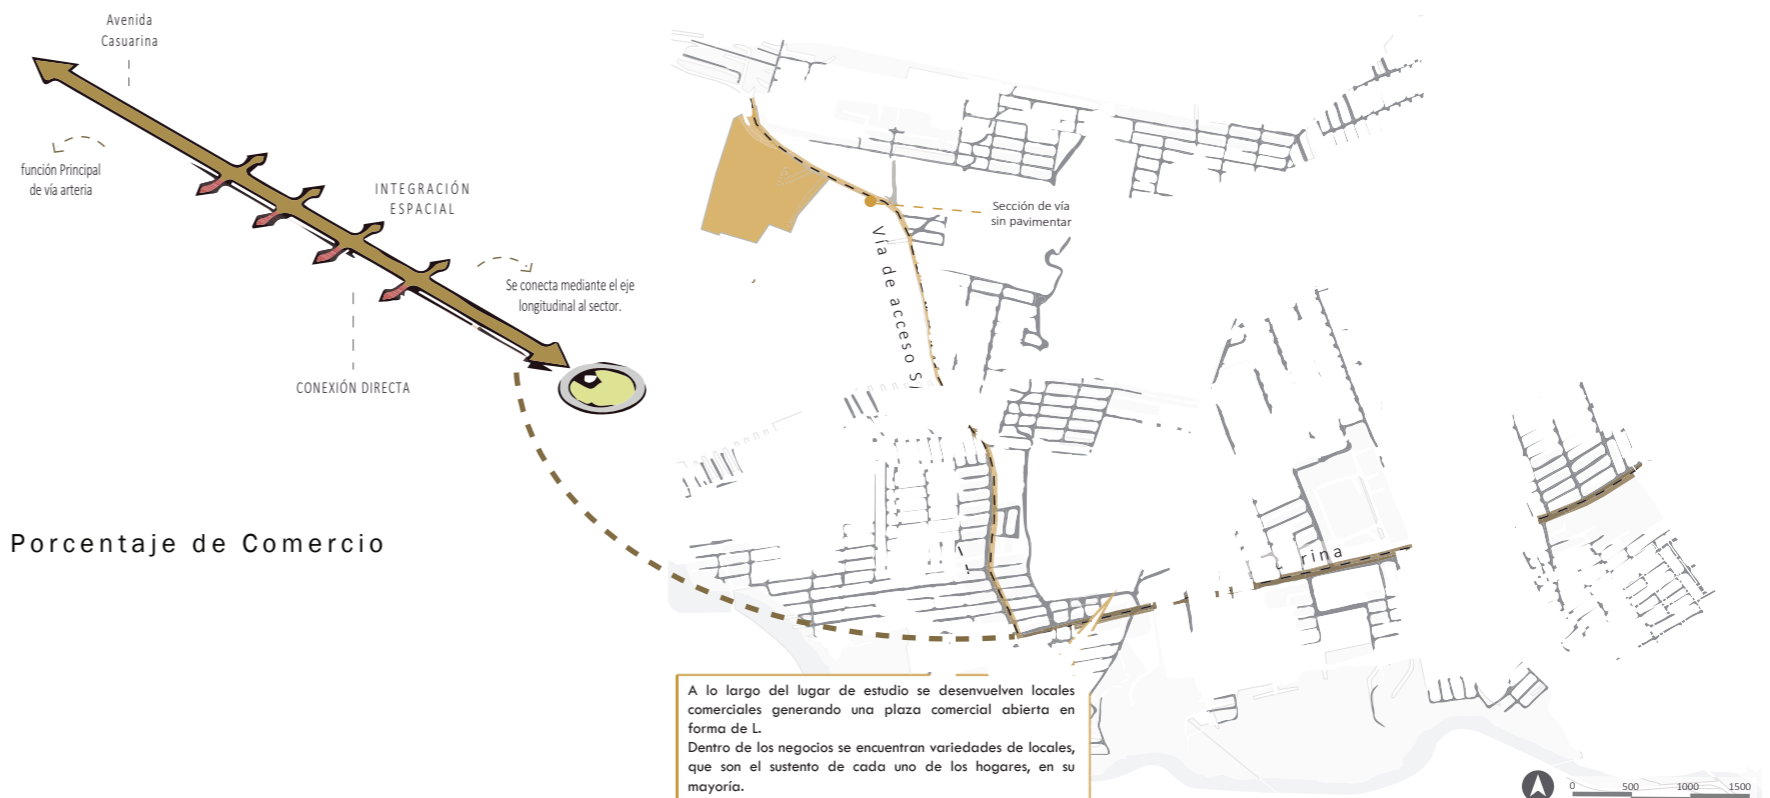 Avenida
Casuarina
función Principal
de vía arteria
INTEGRACIÓN
ESPACIAL
Se conecta mediante el eje
longitudinal al sector.
CONEXIÓN DIRECTA
Porcentaje de Comercio
Sección de vía
sin pavimentar
Vía de acceso S
rina
A lo largo del lugar de estudio se desenvuelven locales
comerciales generando una plaza comercial abierta en
forma de L.
Dentro de los negocios se encuentran variedades de locales,
que son el sustento de cada uno de los hogares, en su
mayoría.
0 500 1000 1500